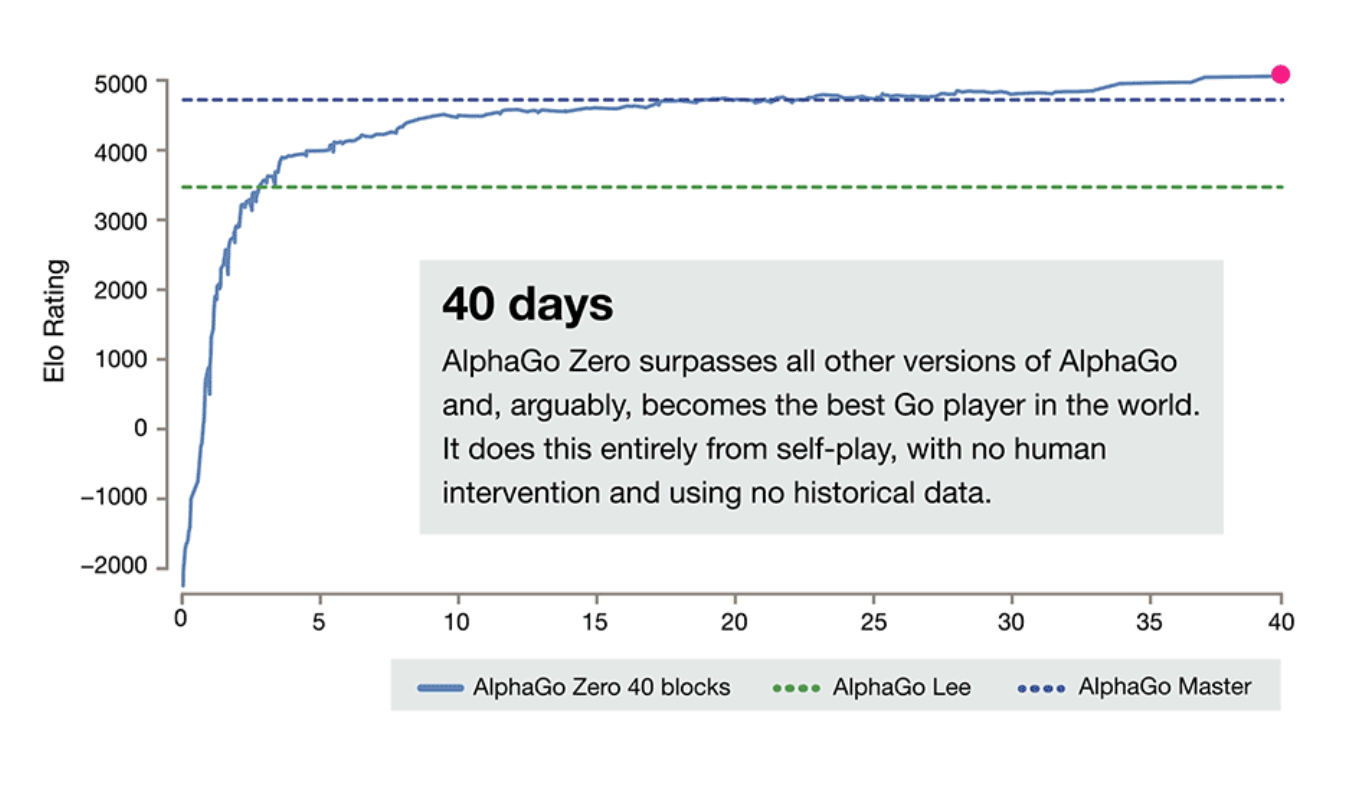 5000
4000
3000
2000
1000
0
−1000
−2000
Elo Rating
40 days
AlphaGo Zero surpasses all other versions of AlphaGo
and, arguably, becomes the best Go player in the world.
It does this entirely from self-play, with no human
intervention and using no historical data.
0 5 10 15 20 25 30 35 40
AlphaGo Zero 40 blocks AlphaGo Lee AlphaGo Master